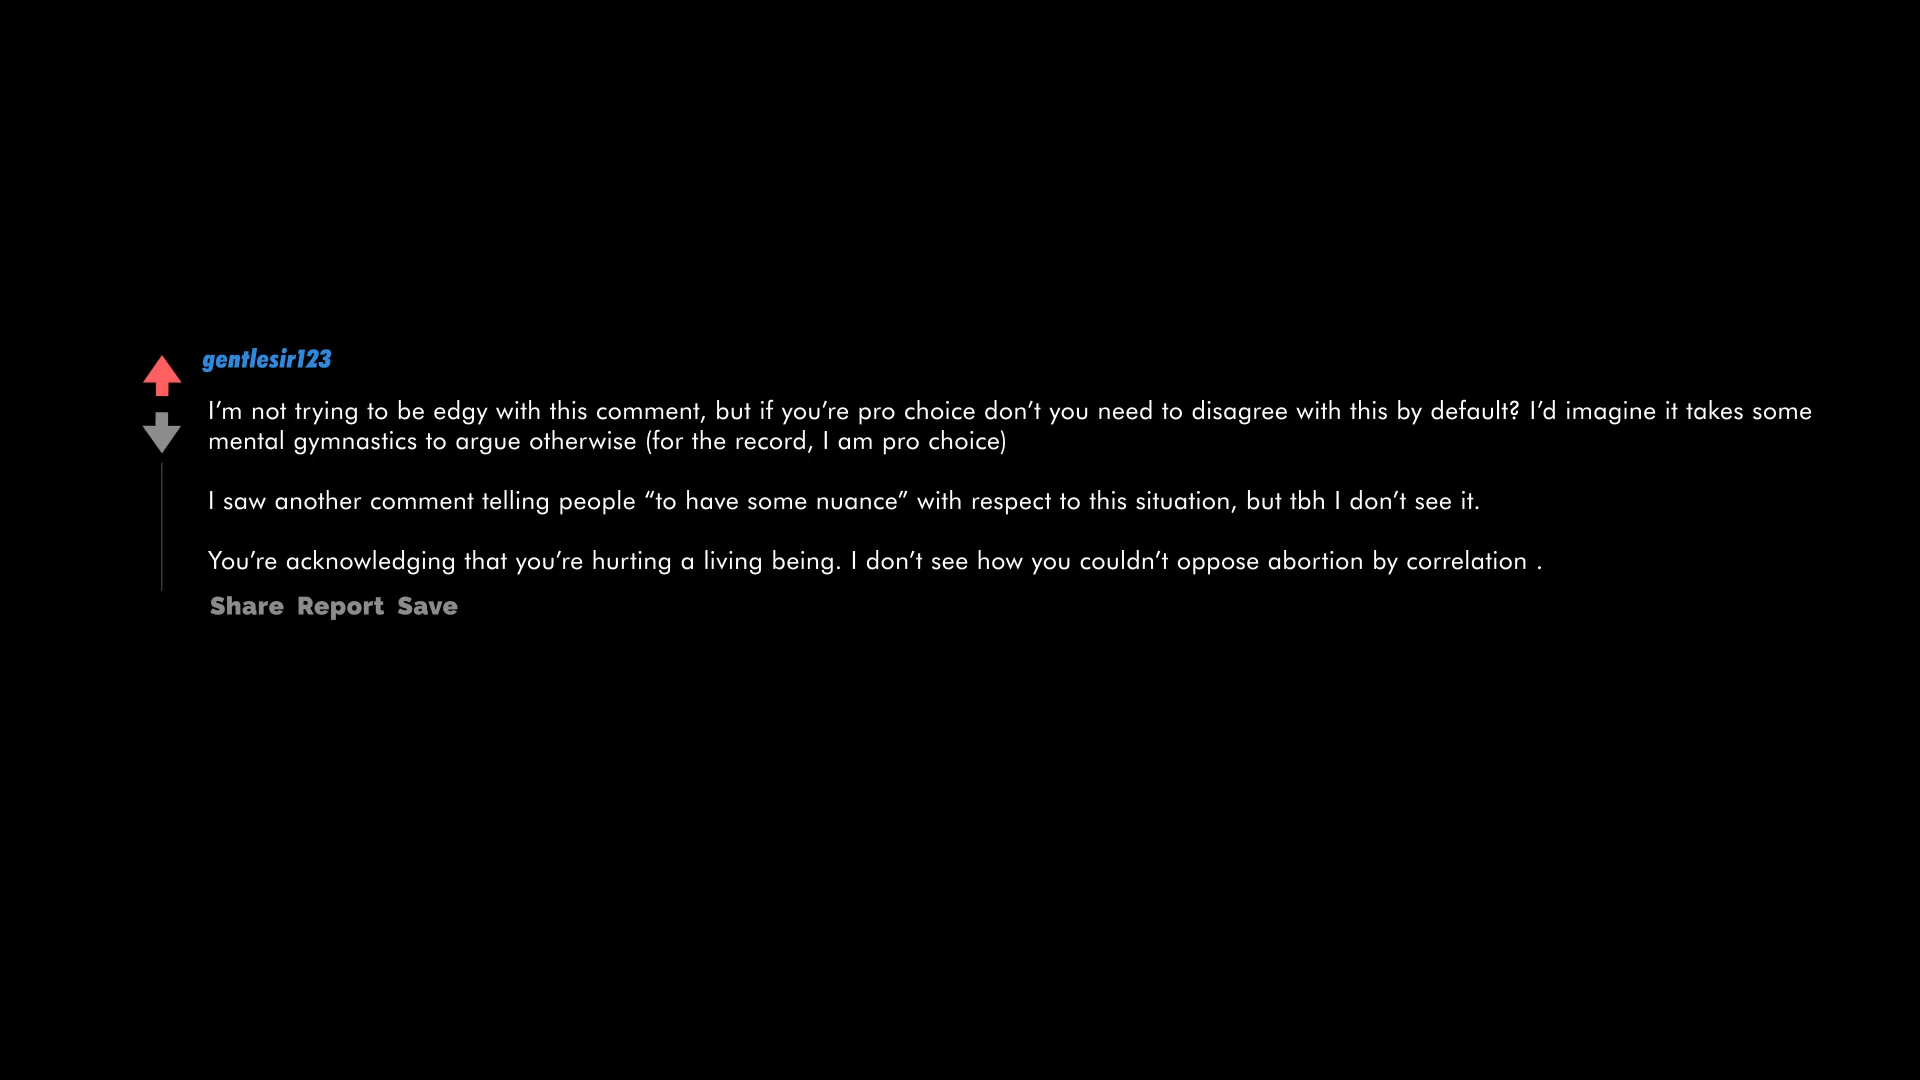 gentlesir123
I’m not trying to be edgy with this comment, but if you’re pro choice don’t you need to disagree with this by default? I’d imagine it takes some
mental gymnastics to argue otherwise (for the record, I am pro choice)
I saw another comment telling people “to have some nuance” with respect to this situation, but tbh I don’t see it.
You’re acknowledging that you’re hurting a living being. I don’t see how you couldn’t oppose abortion by correlation .
Share Report Save